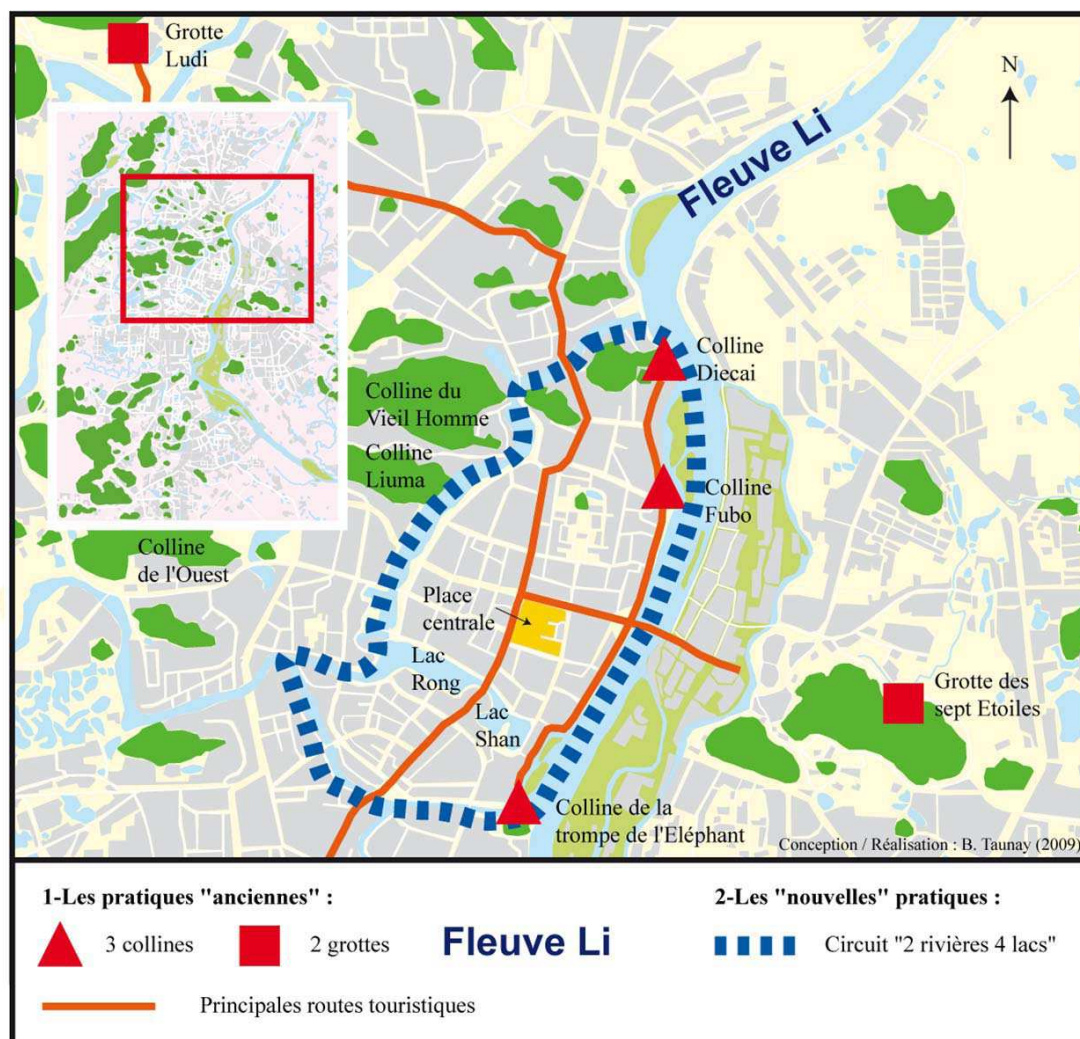 Grotte
Ludi
N
Fleuve Li
Colline
Diecai
Colline du
Vieil Homme
Colline
Liuma
Colline
Fubo
Colline
de l'Ouest
Place
centrale
Lac
Rong
Lac
Shan
Grotte des
sept Etoiles
Colline de la
trompe de l'Eléphant
Conception / Réalisation : B. Taunay (2009)
1-Les pratiques "anciennes" :
2-Les "nouvelles" pratiques :
3 collines
2 grottes
Fleuve Li
Circuit "2 rivières 4 lacs"
Principales routes touristiques